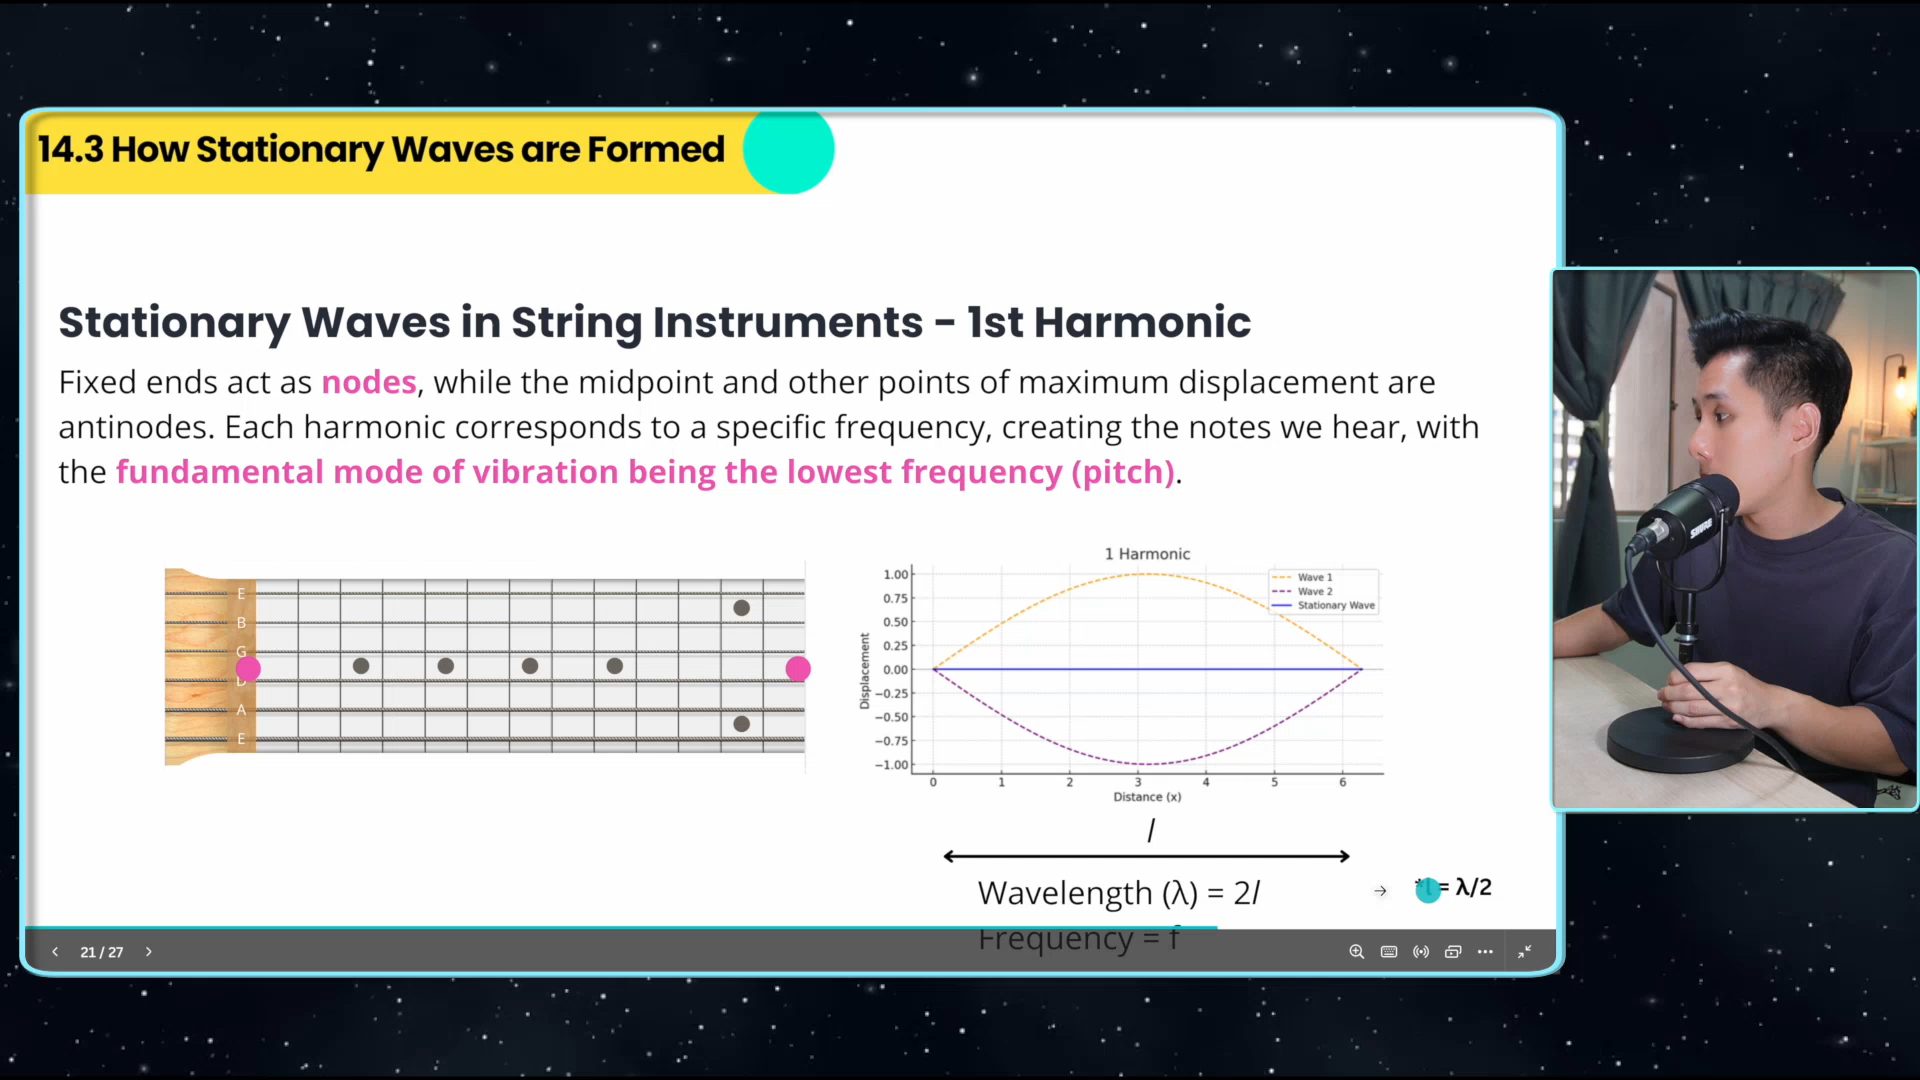 14.3 How Stationary Waves are Formed
Stationary Waves in String Instruments - 1st Harmonic
Fixed ends act as nodes, while the midpoint and other points of maximum displacement are
antinodes. Each harmonic corresponds to a specific frequency, creating the notes we hear, with
the fundamental mode of vibration being the lowest frequency (pitch).
E
B
G
D
A
E
1 Harmonic
Wave 1
Wave 2
Stationary Wave
1.00
0.75
0.50
0.25
0.00
−0.25
−0.50
−0.75
−1.00
Displacement
0 1 2 3 4 5 6
Distance (x)
l
Wavelength (λ) = 2l
→ = λ/2
Frequency = f
21 / 27
SHURE